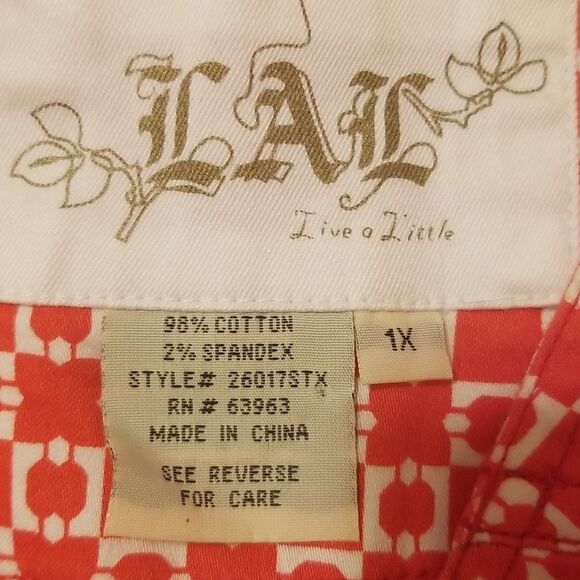 LAL
Live a Little
98% COTTON
2% SPANDEX
STYLE# 26017STX
RN # 63963
MADE IN CHINA
SEE REVERSE
FOR CARE
1X